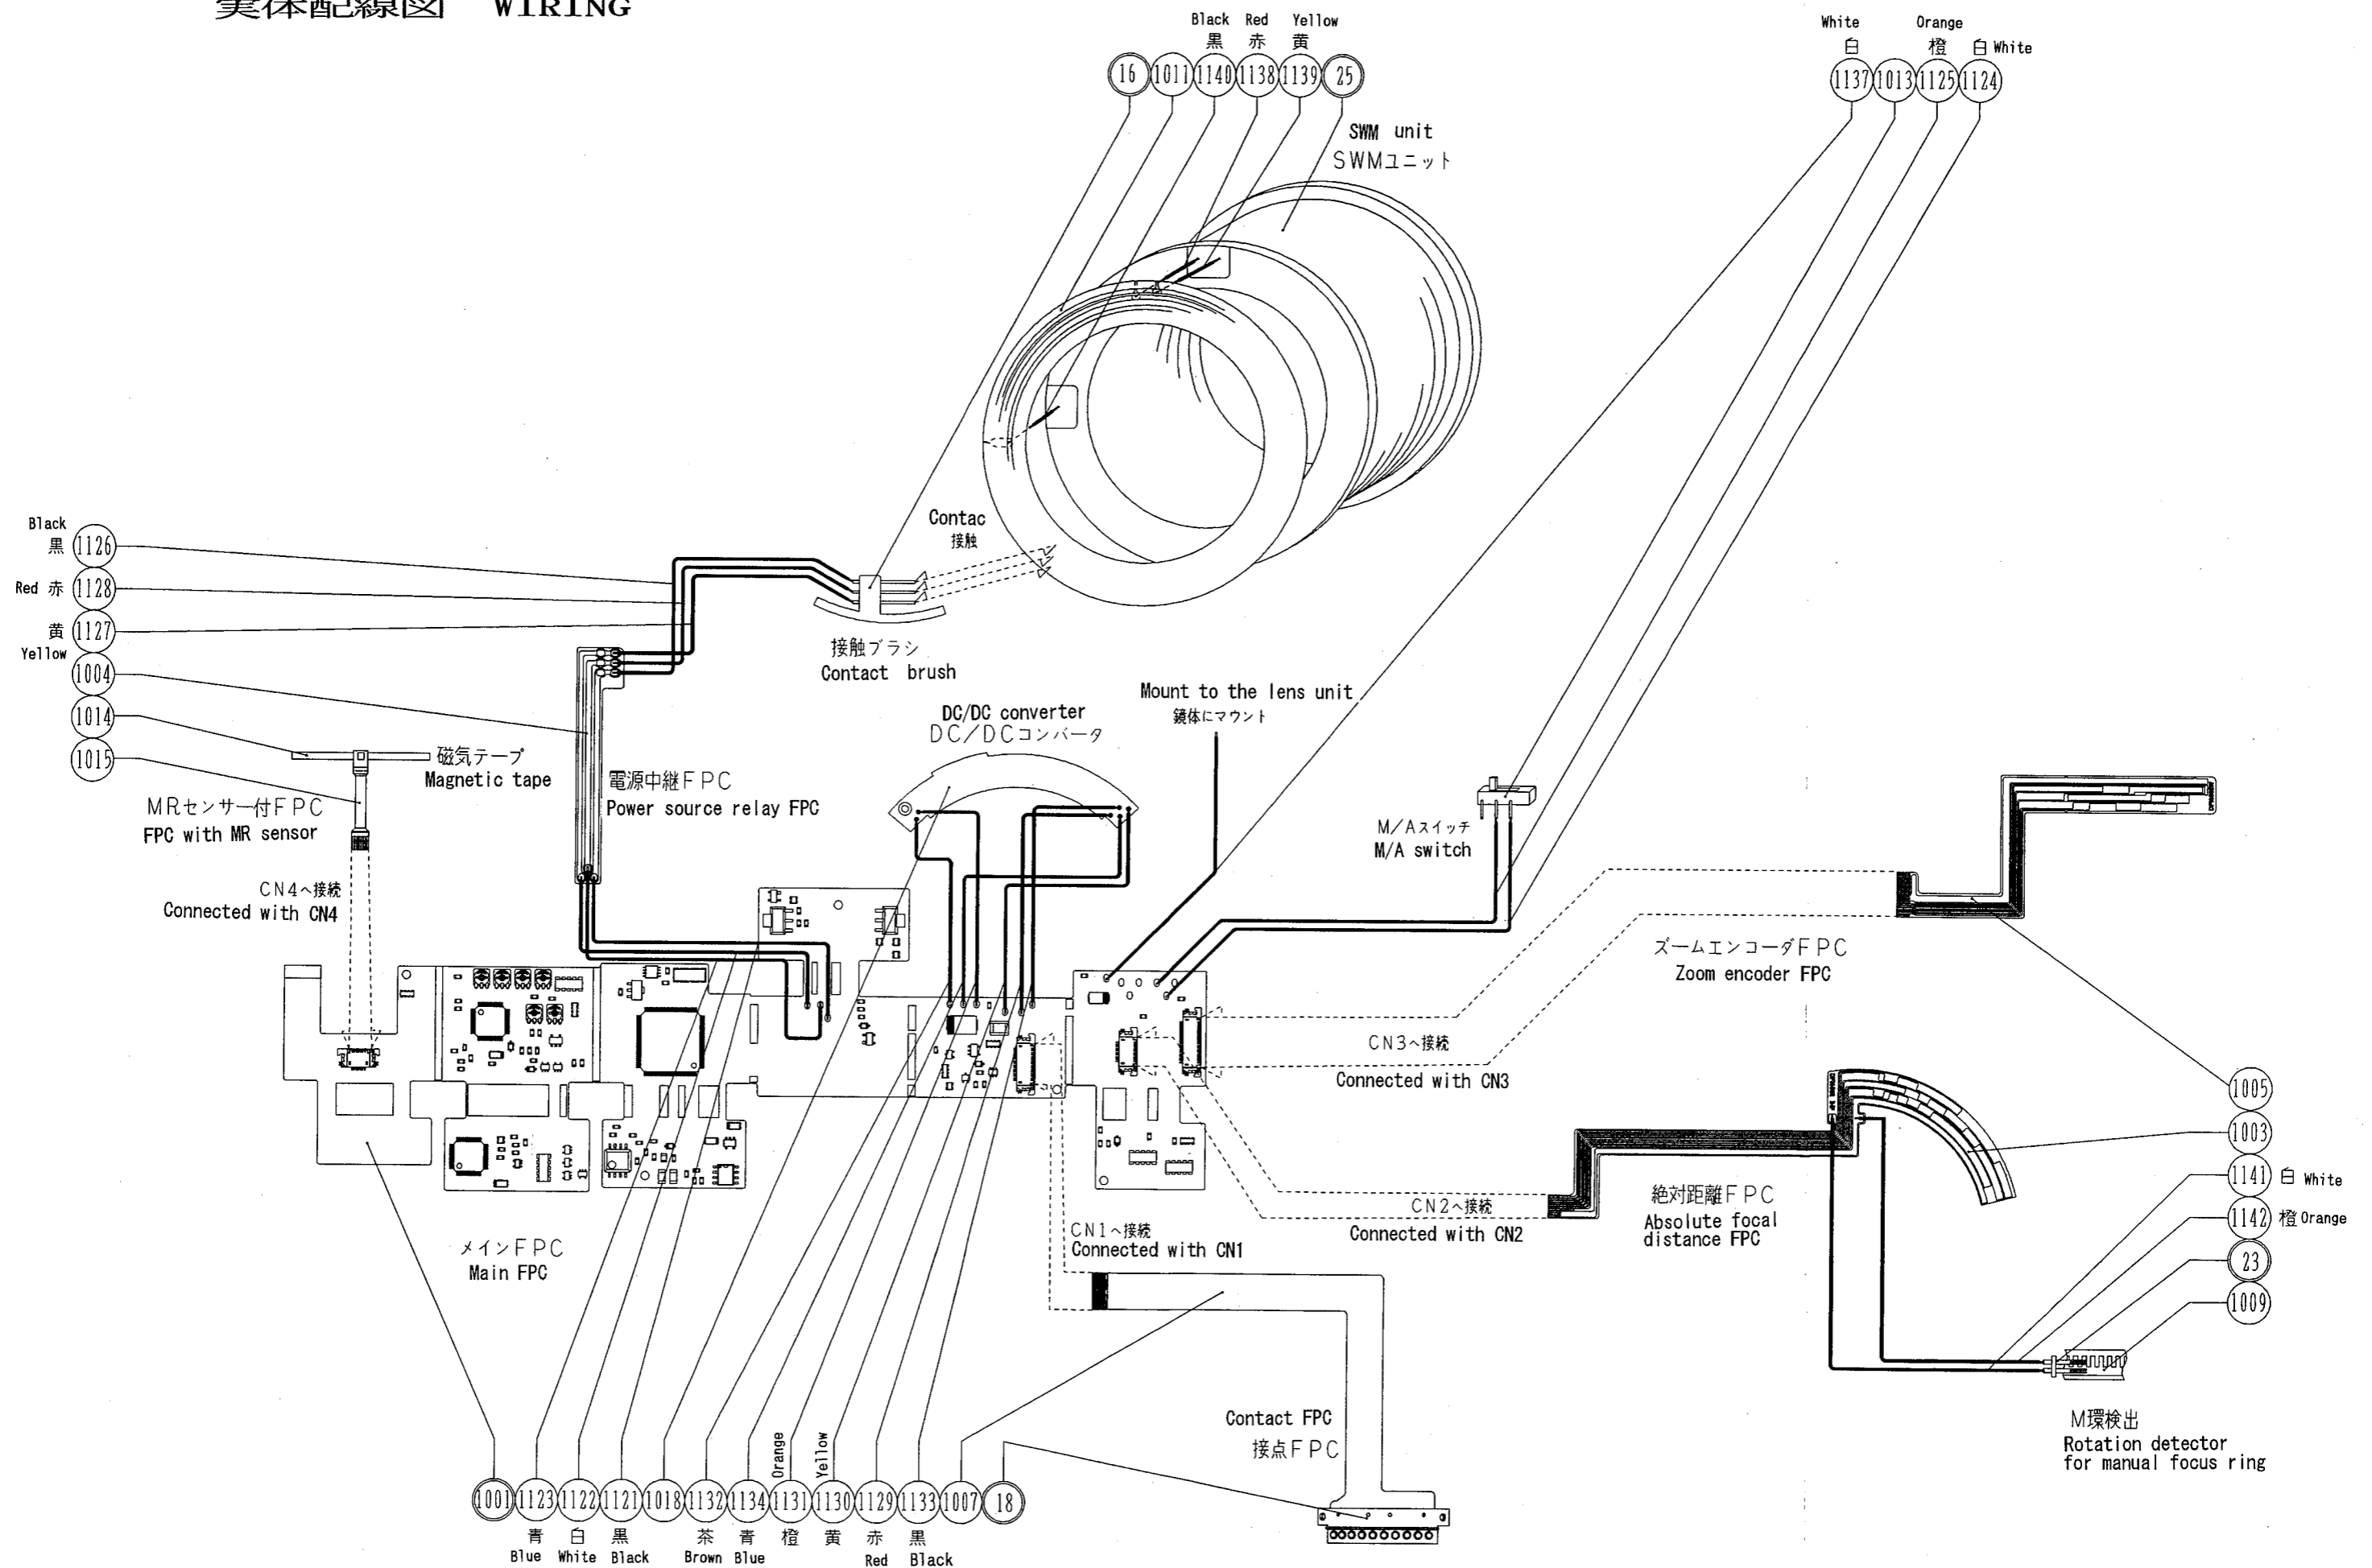 実体配線図 WIRING
Black Red Yellow
黒 赤 黄
16 1011 1140 1138 1139 25
White Orange
白 橙 白 White
1137 1013 1125 1124
SWM unit
SWMユニット
Black
黒 1126
Red 赤 1128
黄 1127
Yellow
1004
1014
1015
Contac
接触
接触ブラシ
Contact brush
磁気テープ
Magnetic tape
MRセンサー付FPC
FPC with MR sensor
電源中継FPC
Power source relay FPC
DC/DC converter
DC/DCコンバータ
Mount to the lens unit
鏡体にマウント
M/Aスイッチ
M/A switch
CN4へ接続
Connected with CN4
ズームエンコーダFPC
Zoom encoder FPC
CN3へ接続
Connected with CN3
1005
1003
1141 白 White
1142 橙 Orange
23
1009
絶対距離FPC
Absolute focal
distance FPC
CN2へ接続
Connected with CN2
CN1へ接続
Connected with CN1
メインFPC
Main FPC
Contact FPC
接点FPC
M環検出
Rotation detector
for manual focus ring
Orange Yellow
1001 1123 1122 1121 1018 1132 1134 1131 1130 1129 1133 1007 18
青 白 黒 茶 青 橙 黄 赤 黒
Blue White Black Brown Blue Red Black